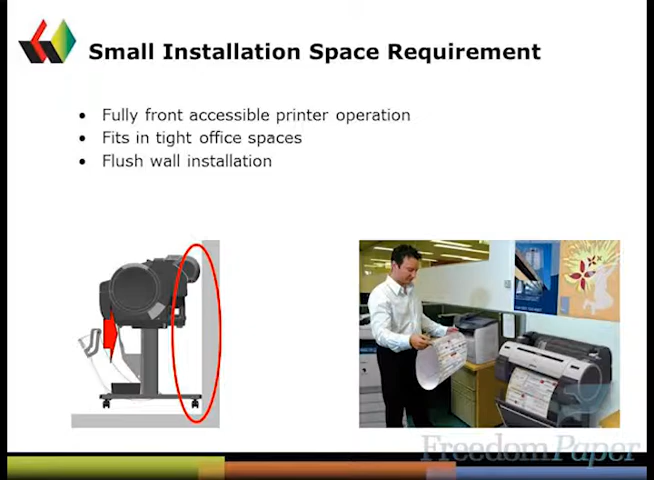 Small Installation Space Requirement
• Fully front accessible printer operation
• Fits in tight office spaces
• Flush wall installation
FreedomPaper